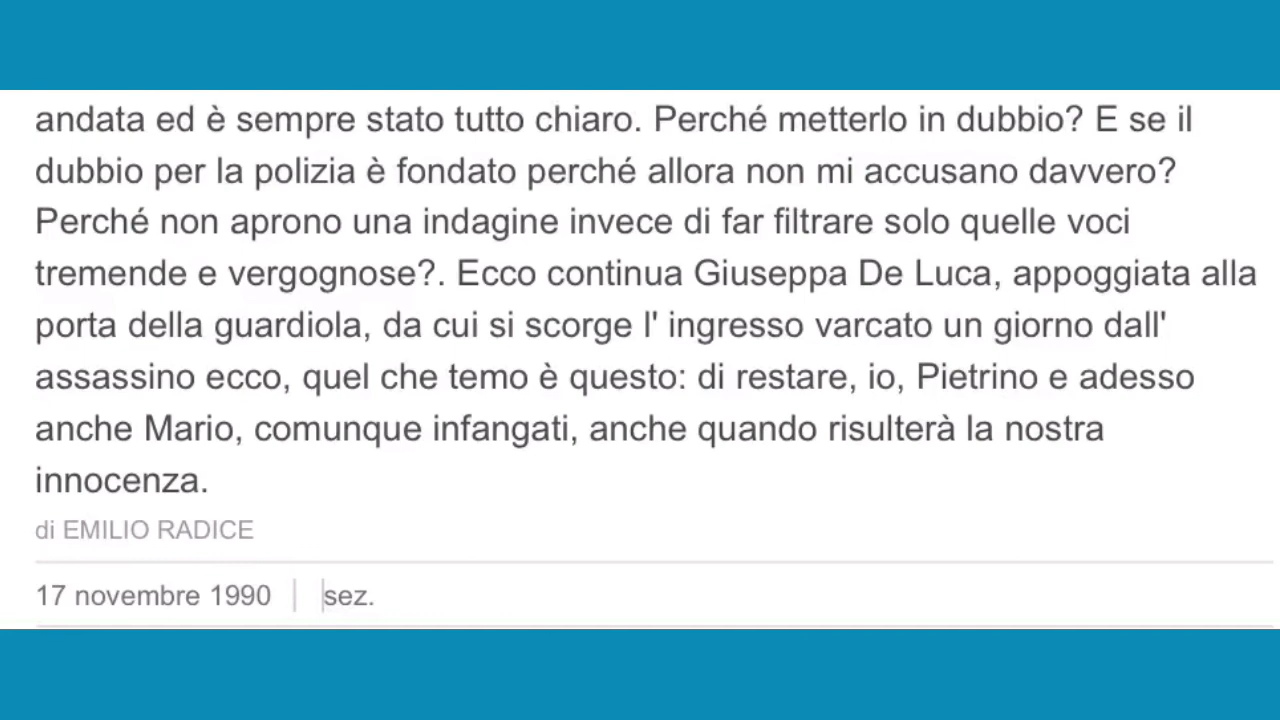 andata ed è sempre stato tutto chiaro. Perché metterlo in dubbio? E se il
dubbio per la polizia è fondato perché allora non mi accusano davvero?
Perché non aprono una indagine invece di far filtrare solo quelle voci
tremende e vergognose?. Ecco continua Giuseppa De Luca, appoggiata alla
porta della guardiola, da cui si scorge l' ingresso varcato un giorno dall'
assassino ecco, quel che temo è questo: di restare, io, Pietrino e adesso
anche Mario, comunque infangati, anche quando risulterà la nostra
innocenza.
di EMILIO RADICE
17 novembre 1990 | sez.